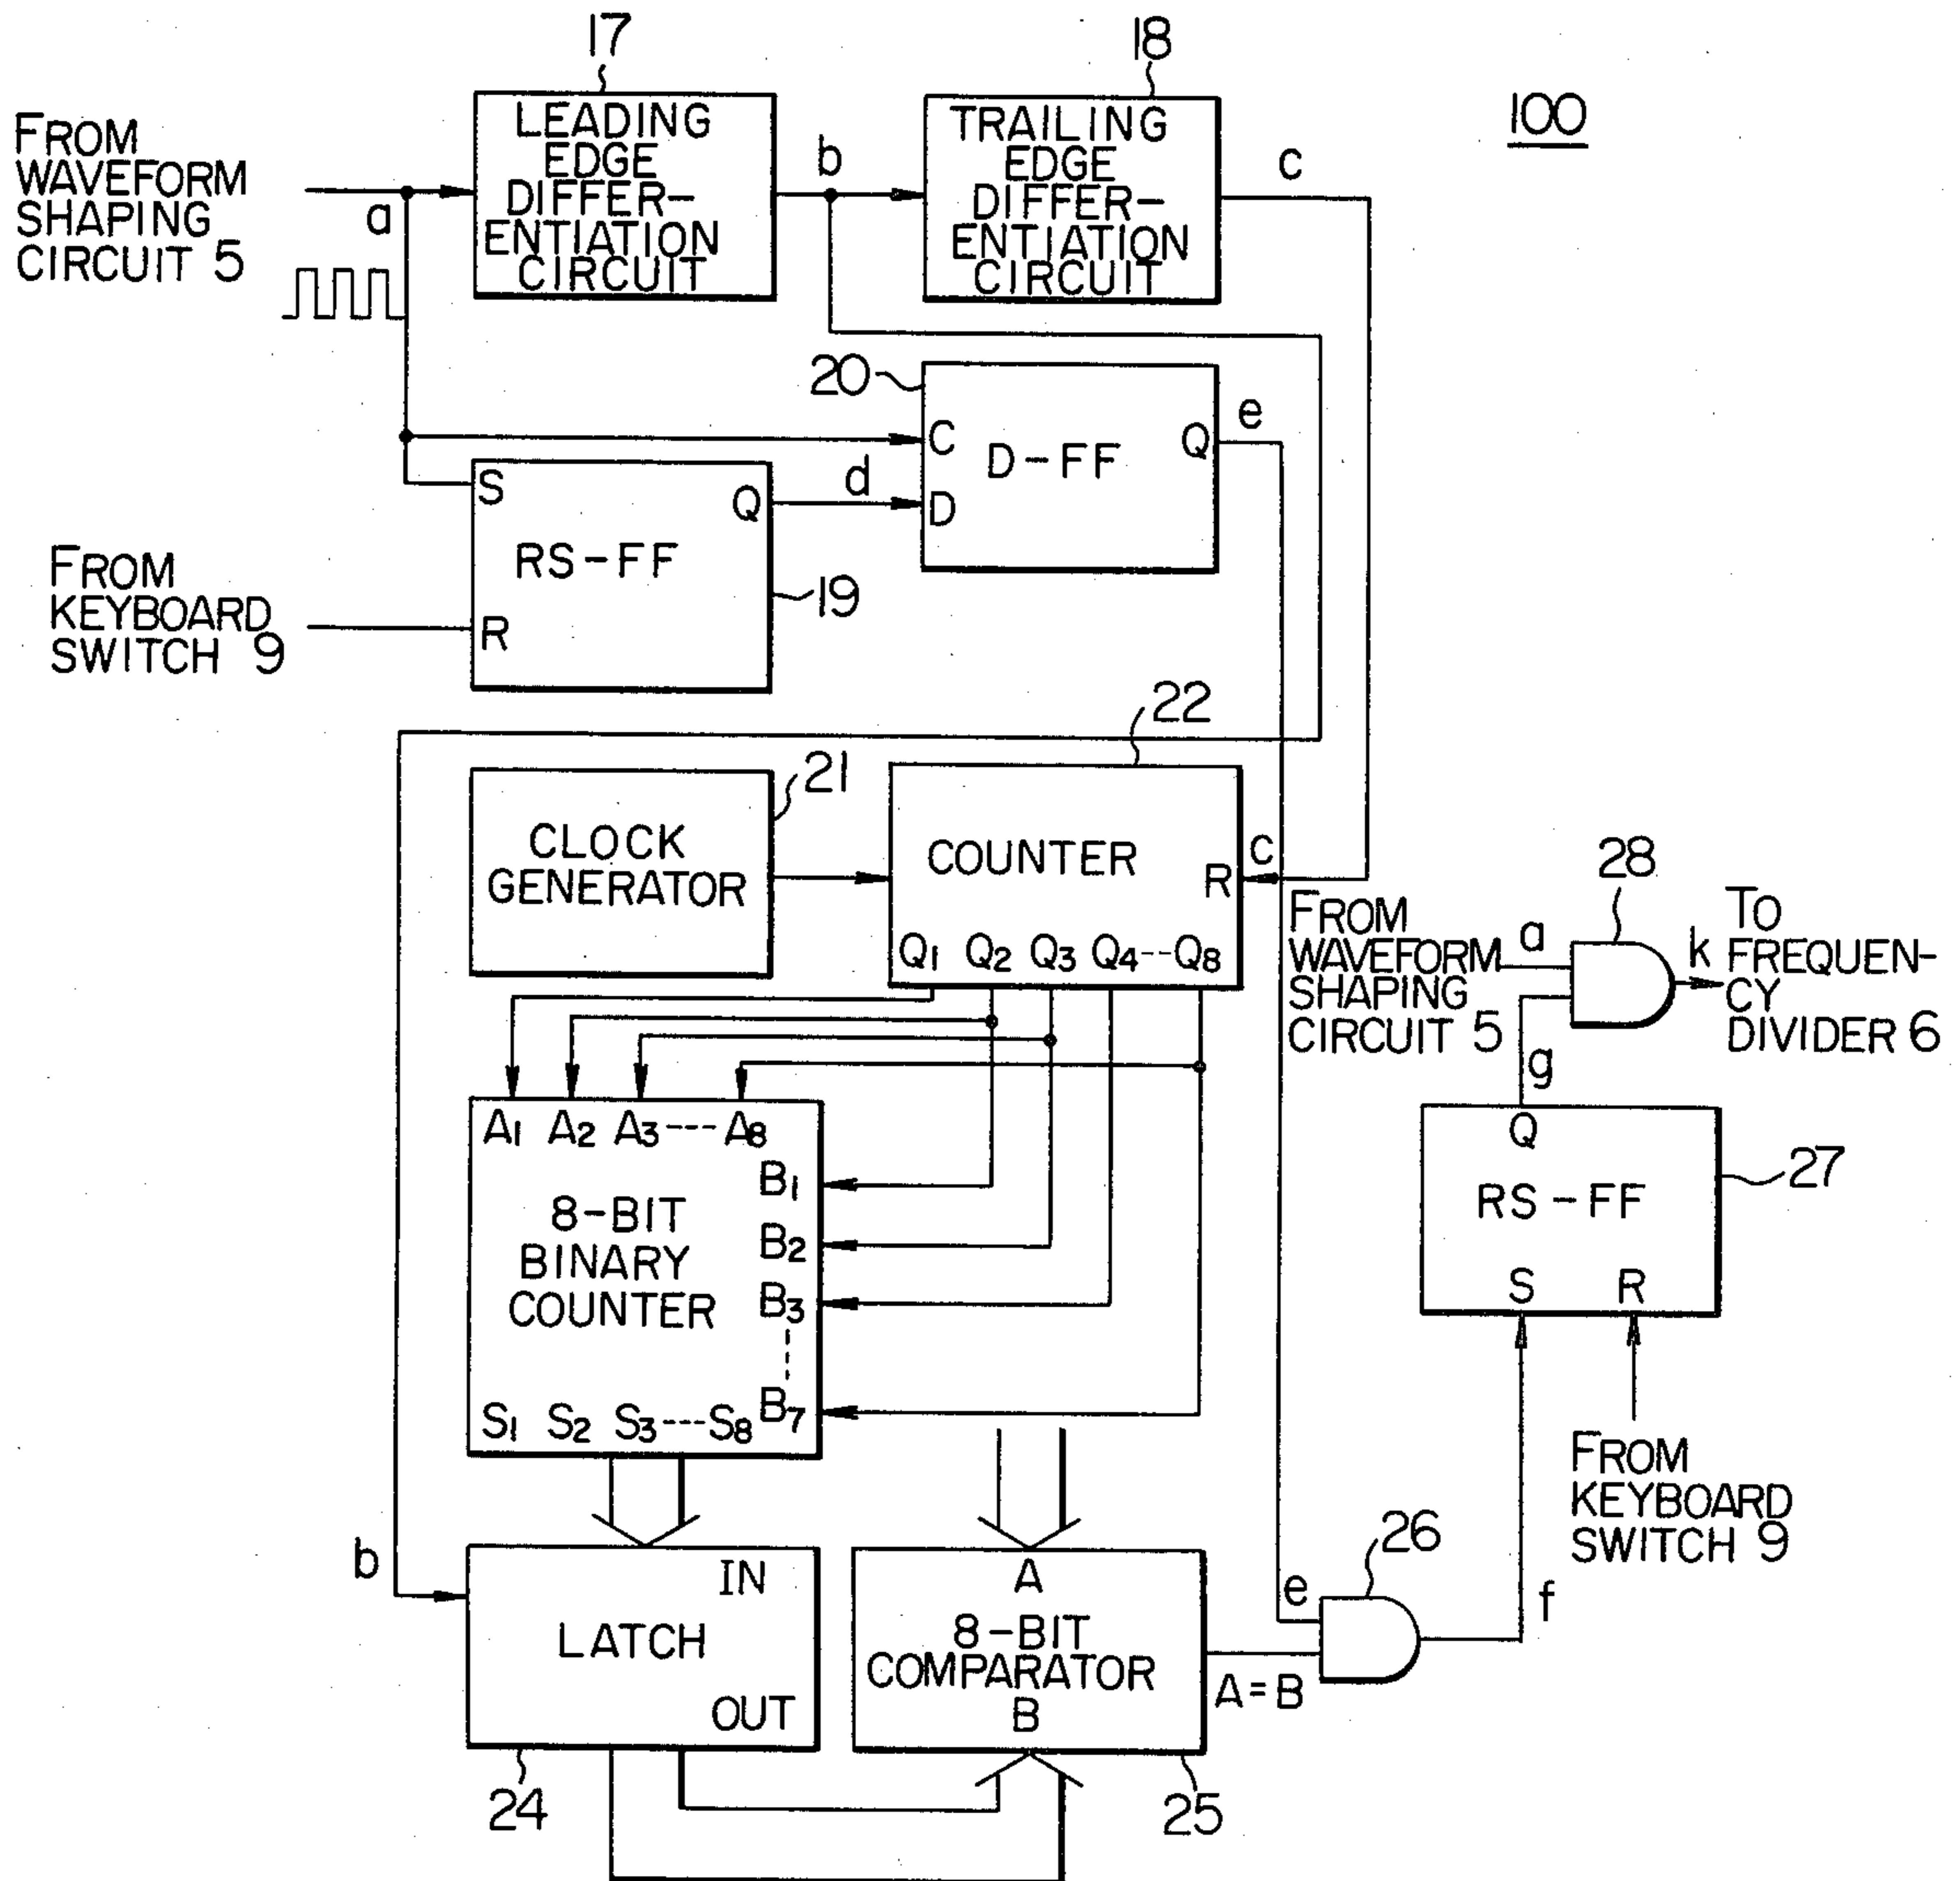 17
18
100
FROM
WAVEFORM
SHAPING
CIRCUIT 5
a
LEADING
EDGE
DIFFER-
ENTIATION
CIRCUIT
b
TRAILING
EDGE
DIFFER-
ENTIATION
CIRCUIT
c
20
C
D-FF
Q
e
D
S
Q
d
RS-FF
R
19
FROM
KEYBOARD
SWITCH 9
22
21
CLOCK
GENERATOR
COUNTER
R
c
Q1 Q2 Q3 Q4--Q8
28
FROM
WAVEFORM
SHAPING
CIRCUIT 5
a
k
TO
FREQUEN-
CY
DIVIDER 6
g
A1 A2 A3----A8
B1
8-BIT
BINARY
COUNTER
B2
B3
B7
S1 S2 S3---S8
Q
RS-FF
27
S R
FROM
KEYBOARD
SWITCH 9
b
IN
LATCH
OUT
24
A
8-BIT
COMPARATOR
B
25
A=B
e
26
f